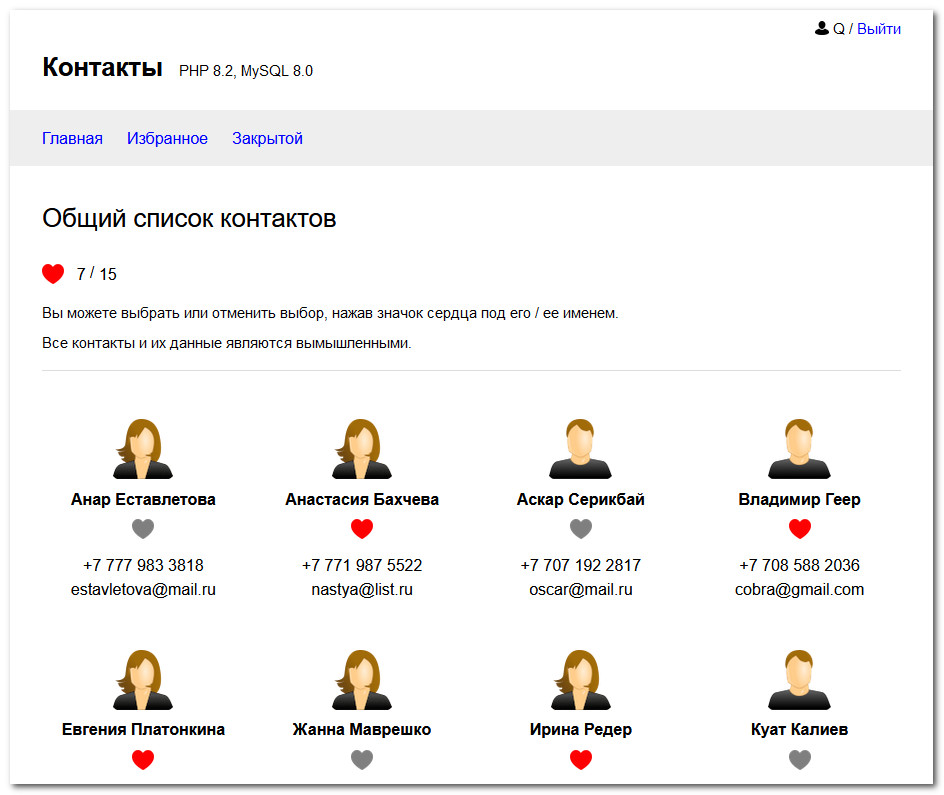 Q / Выйти
Контакты PHP 8.2, MySQL 8.0
Главная Избранное Закрытой
Общий список контактов
7 / 15
Вы можете выбрать или отменить выбор, нажав значок сердца под его / ее именем.
Все контакты и их данные являются вымышленными.
Анар Еставлетова Анастасия Бахчева Аскар Серикбай Владимир Геер
+7 777 983 3818 +7 771 987 5522 +7 707 192 2817 +7 708 588 2036
estavletova@mail.ru nastya@list.ru oscar@mail.ru cobra@gmail.com
Евгения Платонкина Жанна Маврешко Ирина Редер Куат Калиев